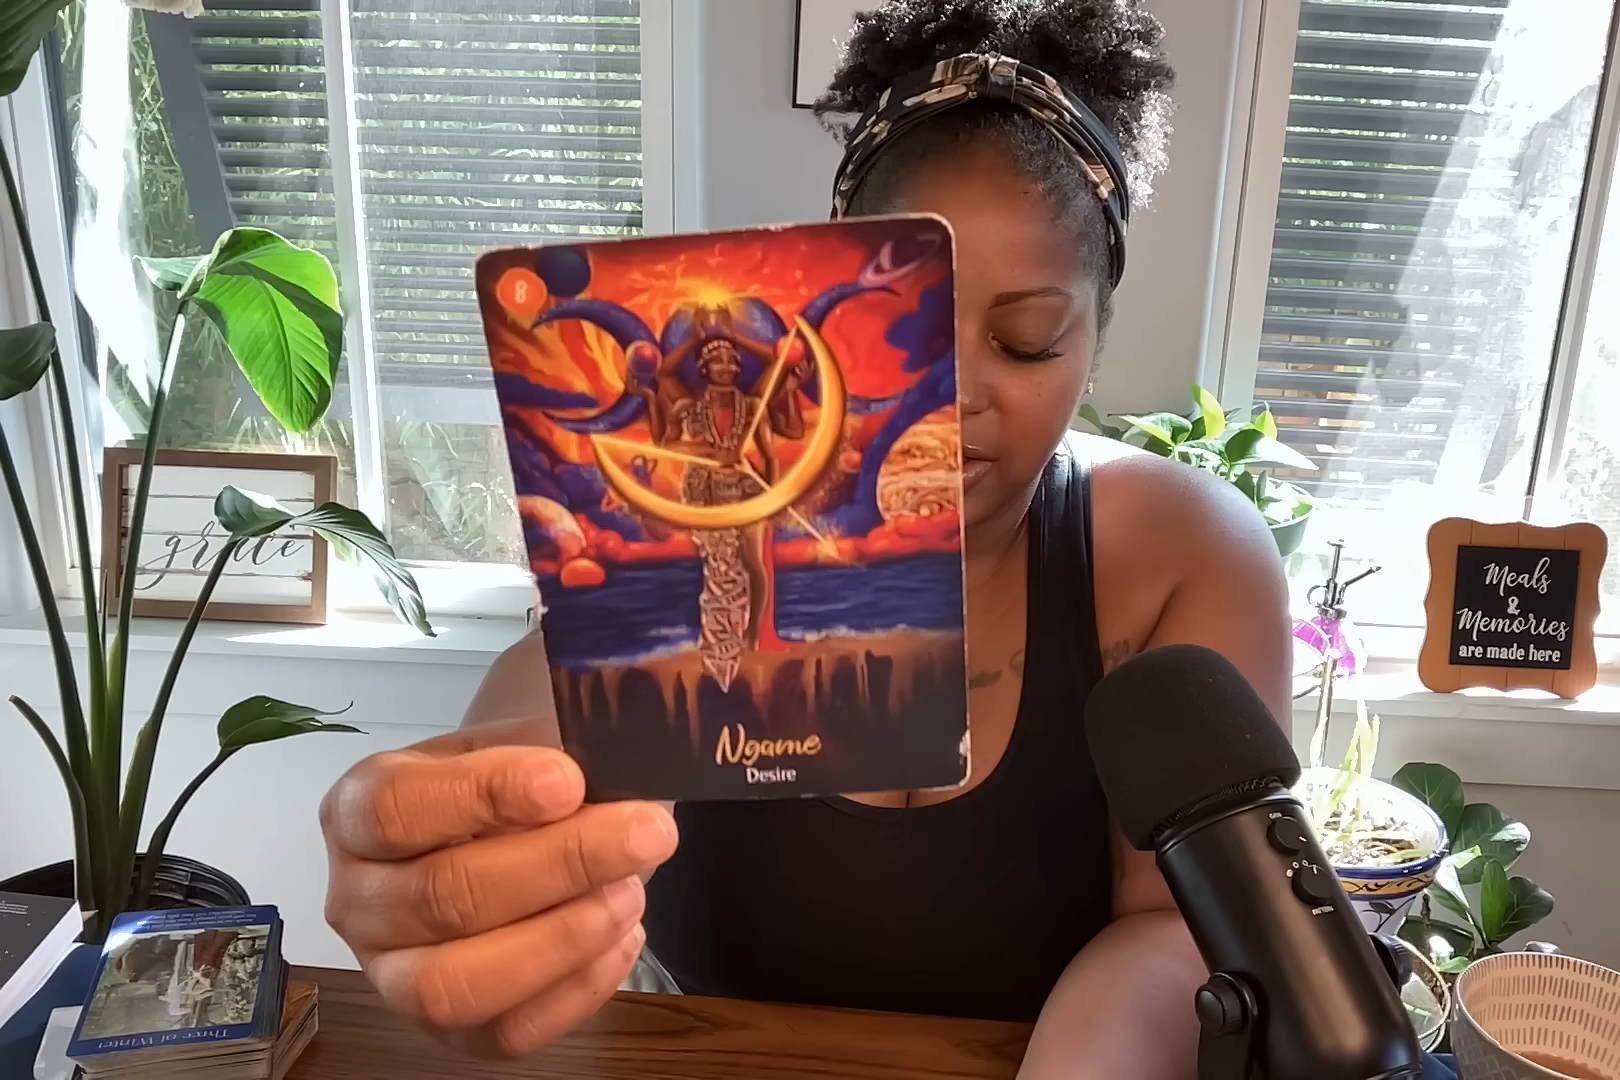 8
Ngame
Desire
grace
Meals
&
Memories
are made here
Three of Winter